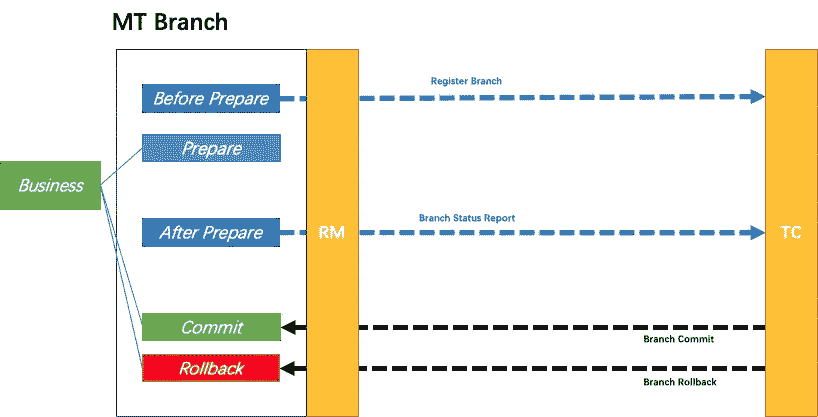 MT Branch
Before Prepare
Register Branch
Prepare
Business
After Prepare
RM
Branch Status Report
TC
Commit
Branch Commit
Rollback
Branch Rollback